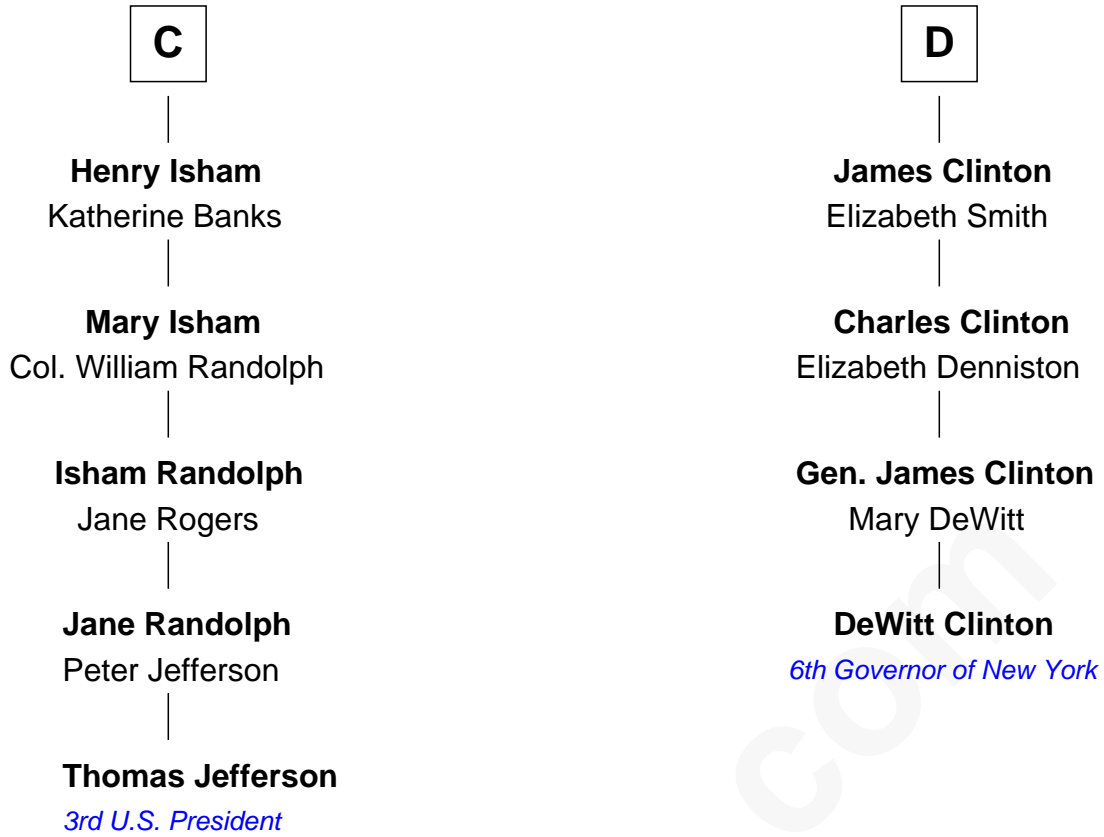 C
Henry Isham
Katherine Banks
Mary Isham
Col. William Randolph
Isham Randolph
Jane Rogers
Jane Randolph
Peter Jefferson
Thomas Jefferson
3rd U.S. President
D
James Clinton
Elizabeth Smith
Charles Clinton
Elizabeth Denniston
Gen. James Clinton
Mary DeWitt
DeWitt Clinton
6th Governor of New York
com